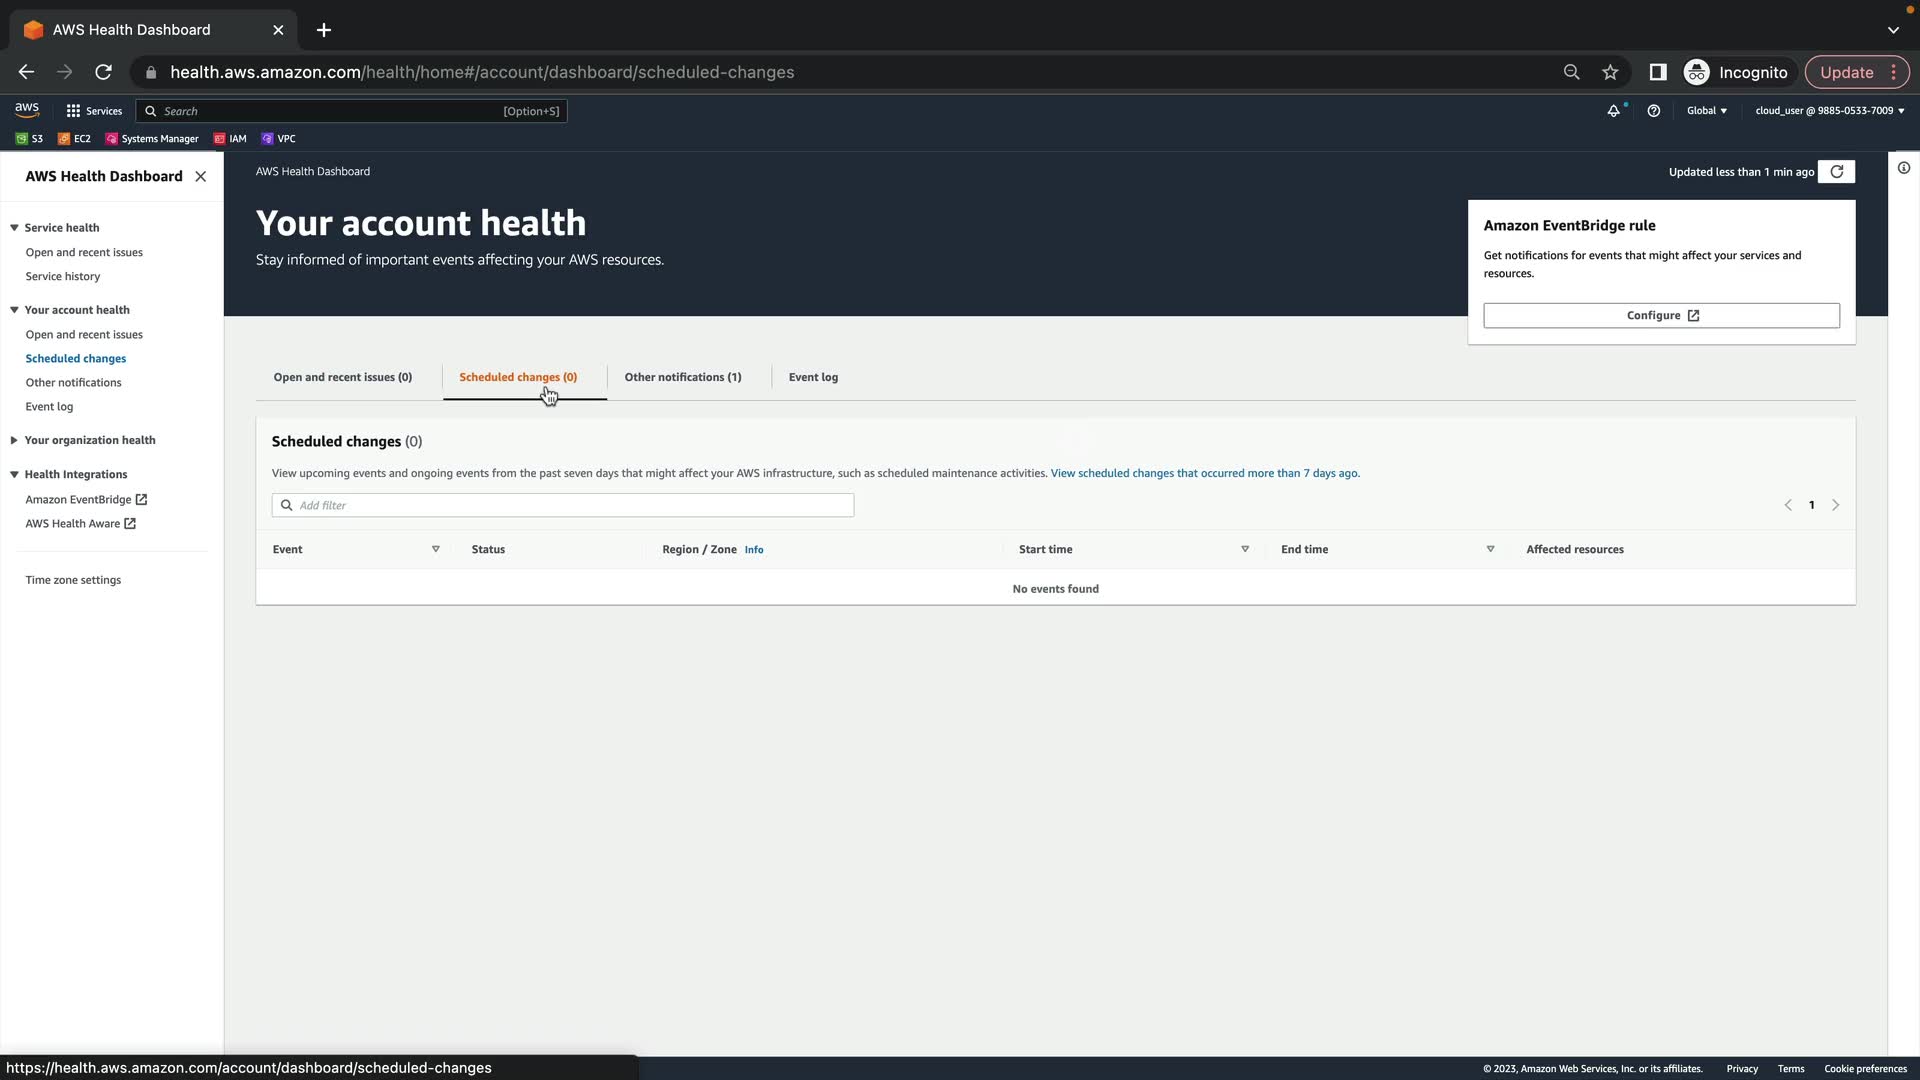 AWS Health Dashboard
health.aws.amazon.com/health/home#/account/dashboard/scheduled-changes
Incognito
Update
aws
Services
Search
[Option+S]
Global
cloud_user @ 9885-0533-7009
S3
EC2
Systems Manager
IAM
VPC
AWS Health Dashboard
Service health
Open and recent issues
Service history
Your account health
Open and recent issues
Scheduled changes
Other notifications
Event log
Your organization health
Health Integrations
Amazon EventBridge
AWS Health Aware
Time zone settings
AWS Health Dashboard
Updated less than 1 min ago
Your account health
Stay informed of important events affecting your AWS resources.
Amazon EventBridge rule
Get notifications for events that might affect your services and
resources.
Configure
Open and recent issues (0)
Scheduled changes (0)
Other notifications (1)
Event log
Scheduled changes (0)
View upcoming events and ongoing events from the past seven days that might affect your AWS infrastructure, such as scheduled maintenance activities. View scheduled changes that occurred more than 7 days ago.
Add filter
1
Event
Status
Region / Zone Info
Start time
End time
Affected resources
No events found
https://health.aws.amazon.com/account/dashboard/scheduled-changes
© 2023, Amazon Web Services, Inc. or its affiliates.
Privacy
Terms
Cookie preferences